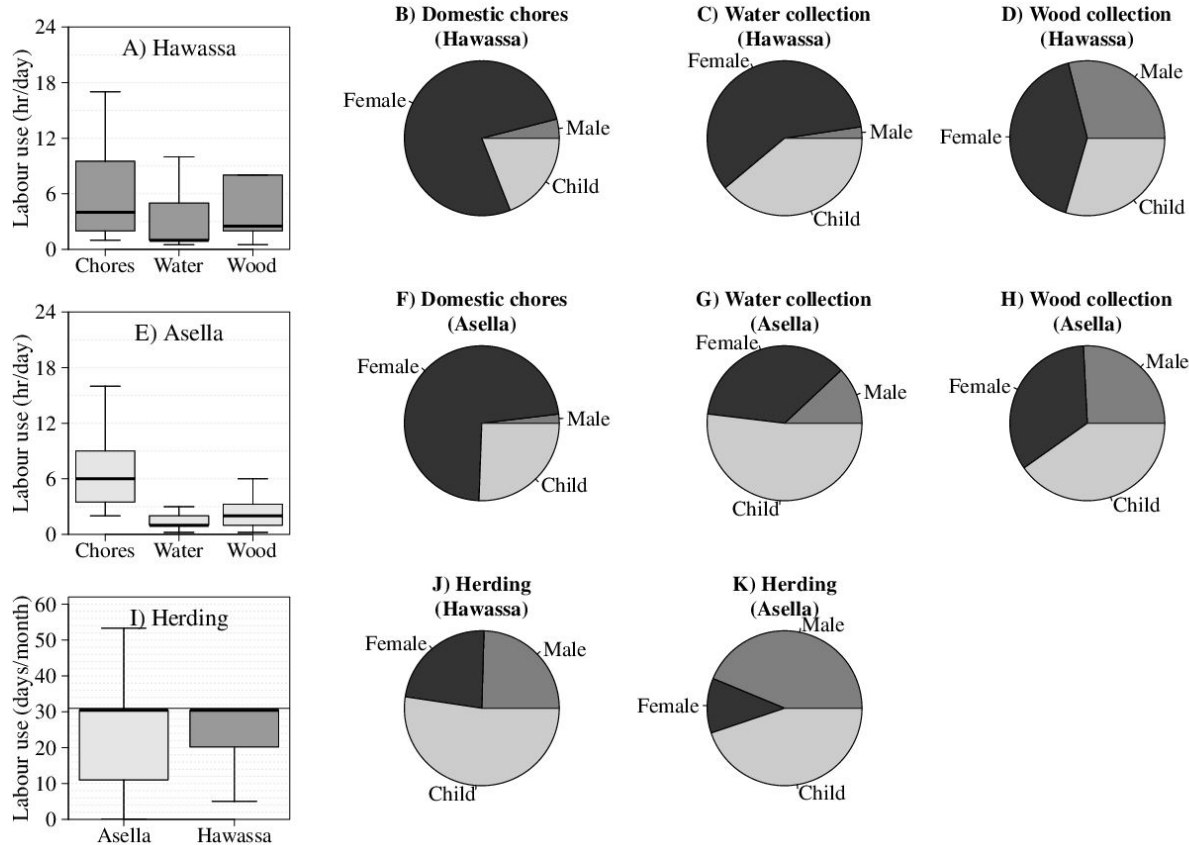 A) Hawassa
Labour use (hr/day)
24
18
12
6
0
Chores Water Wood
B) Domestic chores
(Hawassa)
Female
Male
Child
C) Water collection
(Hawassa)
Female
Male
Child
D) Wood collection
(Hawassa)
Male
Female
Child
E) Asella
Labour use (hr/day)
24
18
12
6
0
Chores Water Wood
F) Domestic chores
(Asella)
Female
Male
Child
G) Water collection
(Asella)
Female
Male
Child
H) Wood collection
(Asella)
Male
Female
Child
I) Herding
Labour use (days/month)
60
50
40
30
20
10
0
Asella Hawassa
J) Herding
(Hawassa)
Female
Male
Child
K) Herding
(Asella)
Male
Female
Child